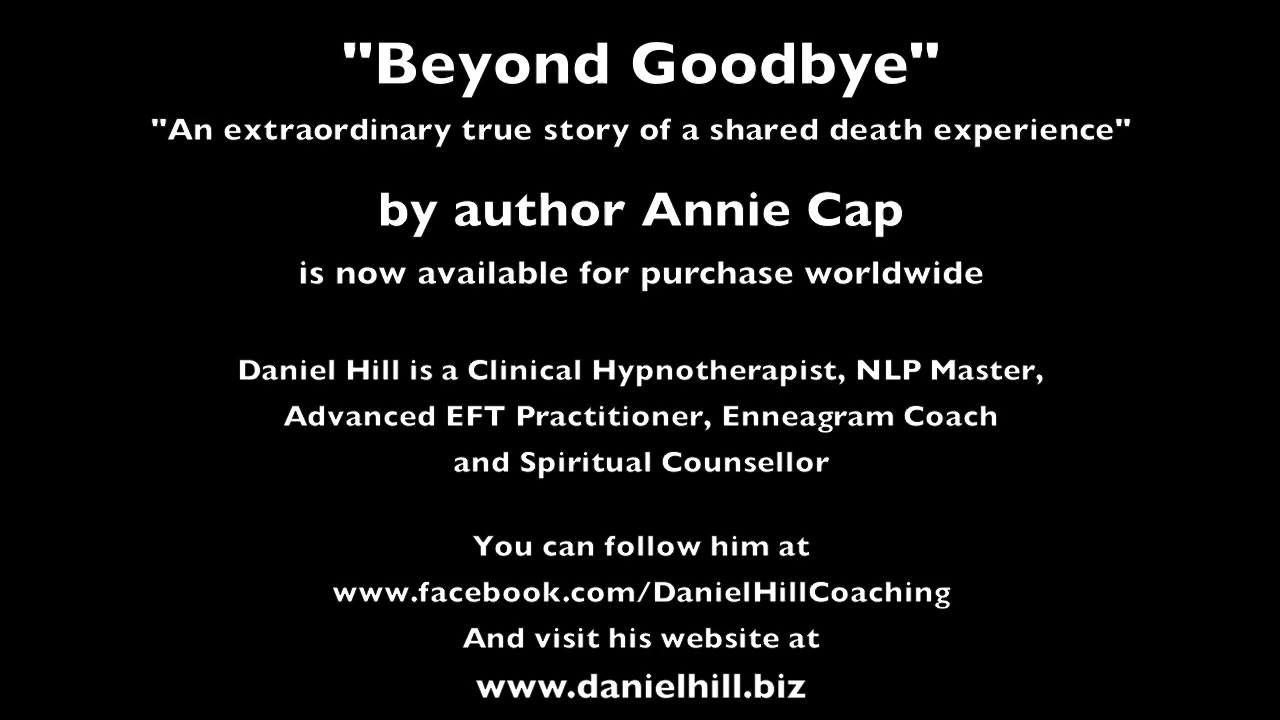 "Beyond Goodbye"
"An extraordinary true story of a shared death experience"
by author Annie Cap
is now available for purchase worldwide
Daniel Hill is a Clinical Hypnotherapist, NLP Master,
Advanced EFT Practitioner, Enneagram Coach
and Spiritual Counsellor
You can follow him at
www.facebook.com/DanielHillCoaching
And visit his website at
www.danielhill.biz